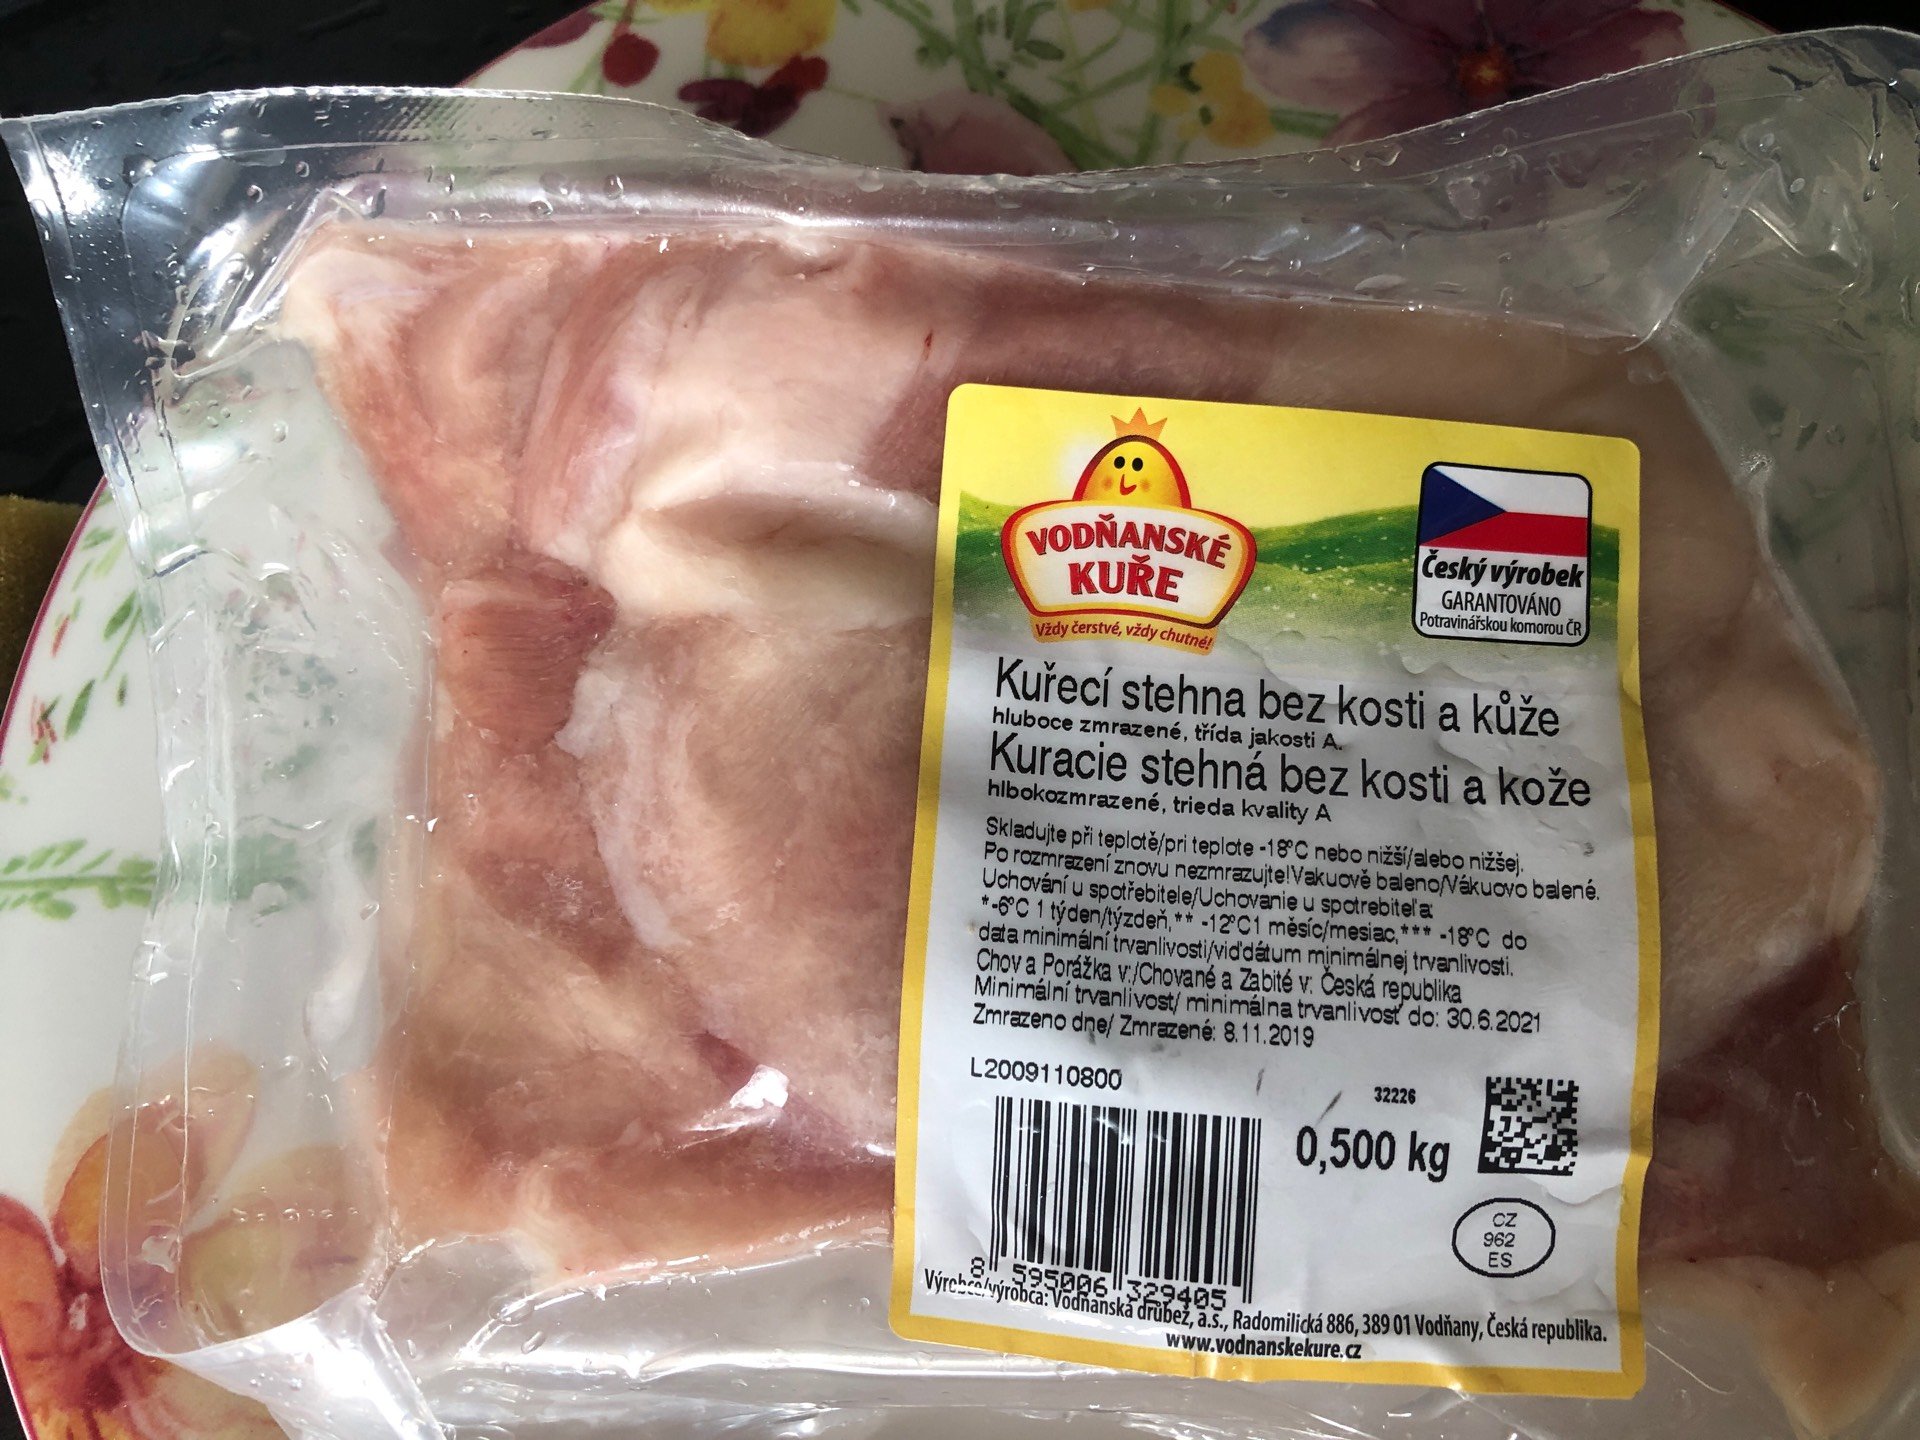 VODŇANSKÉ
KUŘE
Vždy čerstvé, vždy chutné!
Český výrobek
GARANTOVÁNO
Potravinářskou komorou ČR
Kuřecí stehna bez kosti a kůže
hluboce zmrazené, třída jakosti A.
Kuracie stehná bez kosti a kože
hlbokozmrazené, trieda kvality A
Skladujte při teplotě/pri teplote -18°C nebo nižší/alebo nižšej.
Po rozmrazení znovu nezmrazujte!Vakuově baleno/Vákuovo balené.
Uchování u spotřebitele/Uchovanie u spotrebiteľa:
*-6°C 1 týden/týzdeň,** -12°C1 měsíc/mesiac,*** -18°C do
data minimální trvanlivosti/viďdátum minimálnej trvanlivosti.
Chov a Porážka v:/Chované a Zabité v: Česká republika
Minimální trvanlivost/ minimálna trvanlivosť do: 30.6.2021
Zmrazeno dne/ Zmrazené: 8.11.2019
L2009110800
32226
0,500 kg
CZ
962
ES
8 595006 329405
Výrobce/výrobca: Vodňanská drůbež, a.s., Radomilická 886, 389 01 Vodňany, Česká republika.
www.vodnanskekure.cz